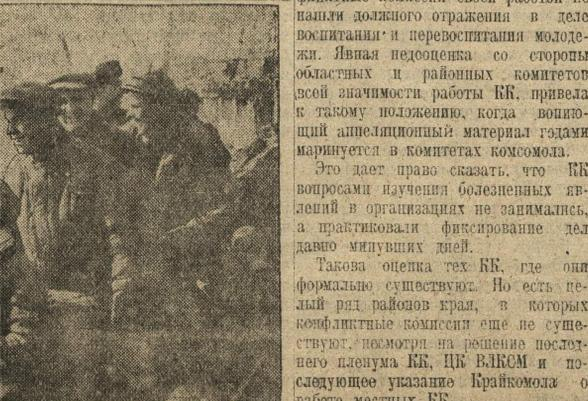 нашли должного отражения в деле
воспитания и перевоспитания молоде-
жи. Явная недооценка со стороны
областных и районных комитетов
всей значимости работы КК, привела
к такому положению, когда вопию-
щий аппеляционный материал годами
маринуется в комитетах комсомола.
Это дает право сказать, что КК
вопросами изучения болезненных яв-
лений в организациях не занимались,
а практиковали фиксирование дел
давно минувших дней.
Такова оценка тех КК, где они
формально существуют. Но есть це-
лый ряд районов края, в которых
конфликтные комиссии еще не суще-
ствуют, несмотря на решение послед-
него пленума КК, ЦК ВЛКСМ и по-
следующее указание Крайкомола о
работе местных КК.